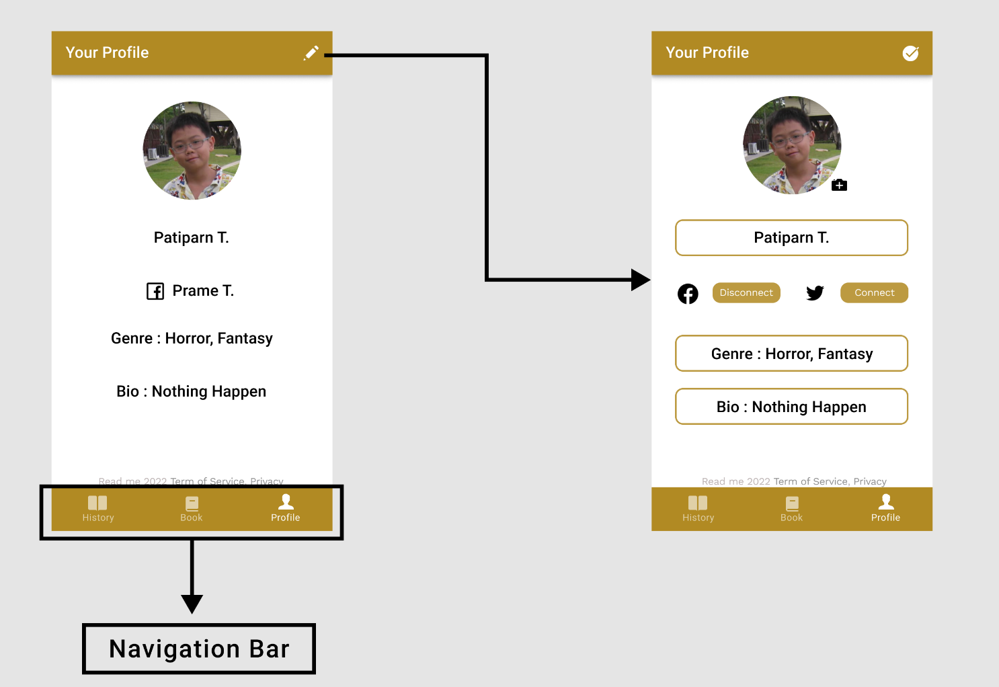 Your Profile
Patiparn T.
Prame T.
Genre : Horror, Fantasy
Bio : Nothing Happen
Read me 2022 Term of Service, Privacy
History
Book
Profile
Navigation Bar
Your Profile
Patiparn T.
Disconnect
Connect
Genre : Horror, Fantasy
Bio : Nothing Happen
Read me 2022 Term of Service, Privacy
History
Book
Profile